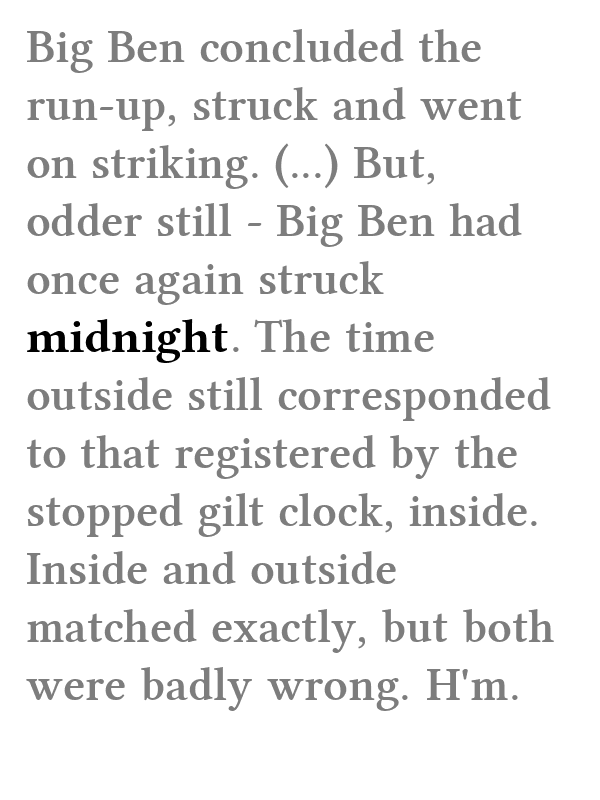 Big Ben concluded the
run-up, struck and went
on striking. (...) But,
odder still - Big Ben had
once again struck
midnight. The time
outside still corresponded
to that registered by the
stopped gilt clock, inside.
Inside and outside
matched exactly, but both
were badly wrong. H'm.